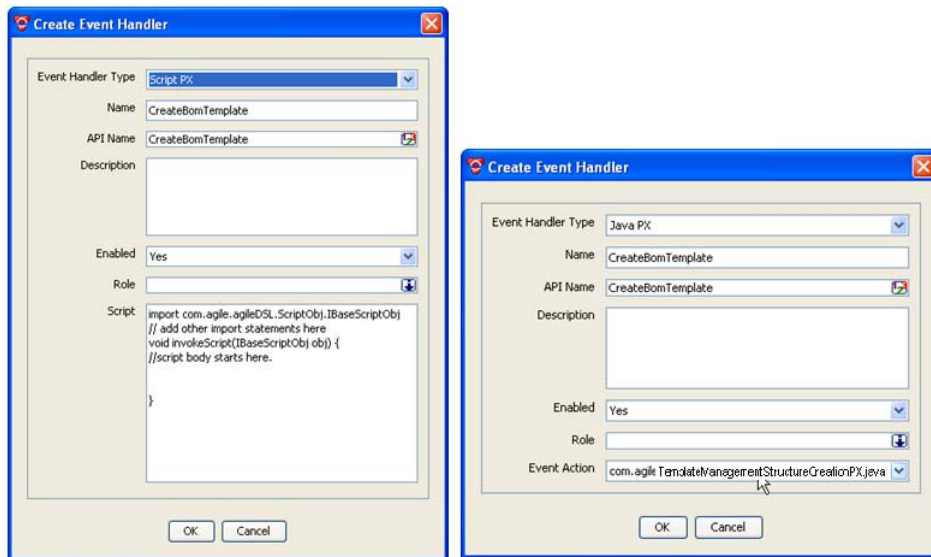 Create Event Handler
Event Handler Type Script PX
Name CreateBomTemplate
API Name CreateBomTemplate
Description
Enabled Yes
Role
Script import com.agile.agileDSL.ScriptObj.IBaseScriptObj
// add other import statements here
void invokeScript(IBaseScriptObj obj) {
//script body starts here.
}
OK Cancel
Create Event Handler
Event Handler Type Java PX
Name CreateBomTemplate
API Name CreateBomTemplate
Description
Enabled Yes
Role
Event Action com.agile TemplateManagementStructureCreationPX.java
OK Cancel